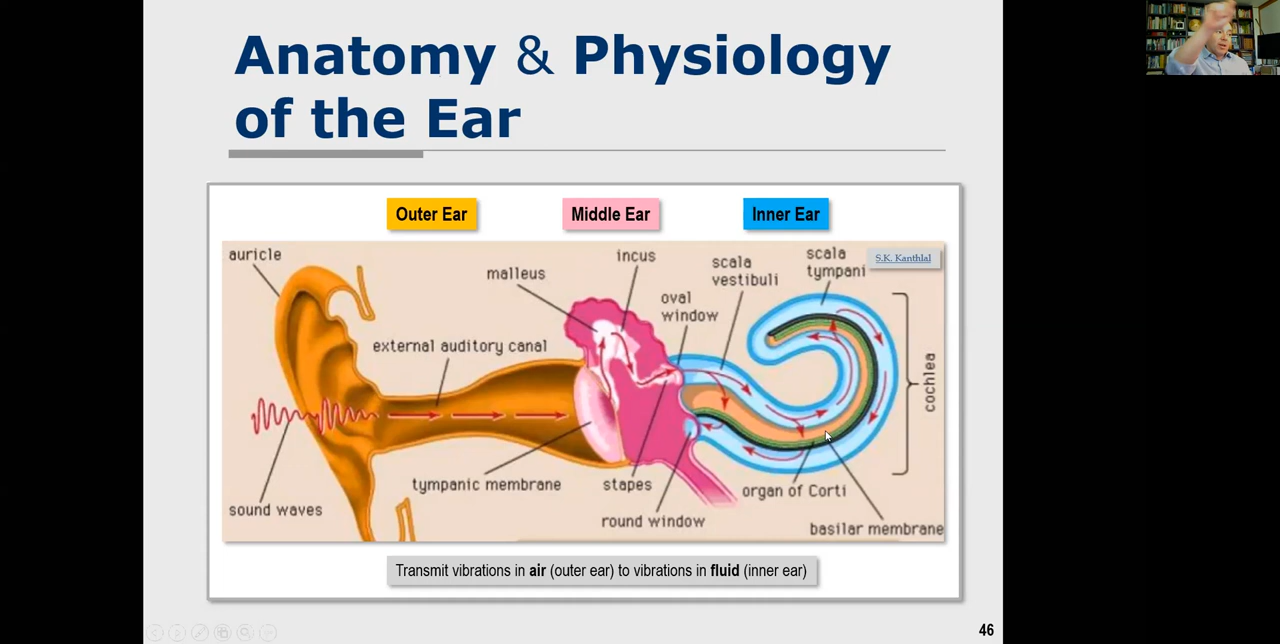 Anatomy & Physiology
of the Ear
Outer Ear
Middle Ear
Inner Ear
auricle
malleus
incus
oval
window
scala
vestibuli
scala
tympani
S.K. Kanthlal
external auditory canal
cochlea
tympanic membrane
stapes
organ of Corti
sound waves
round window
basilar membrane
Transmit vibrations in air (outer ear) to vibrations in fluid (inner ear)
46